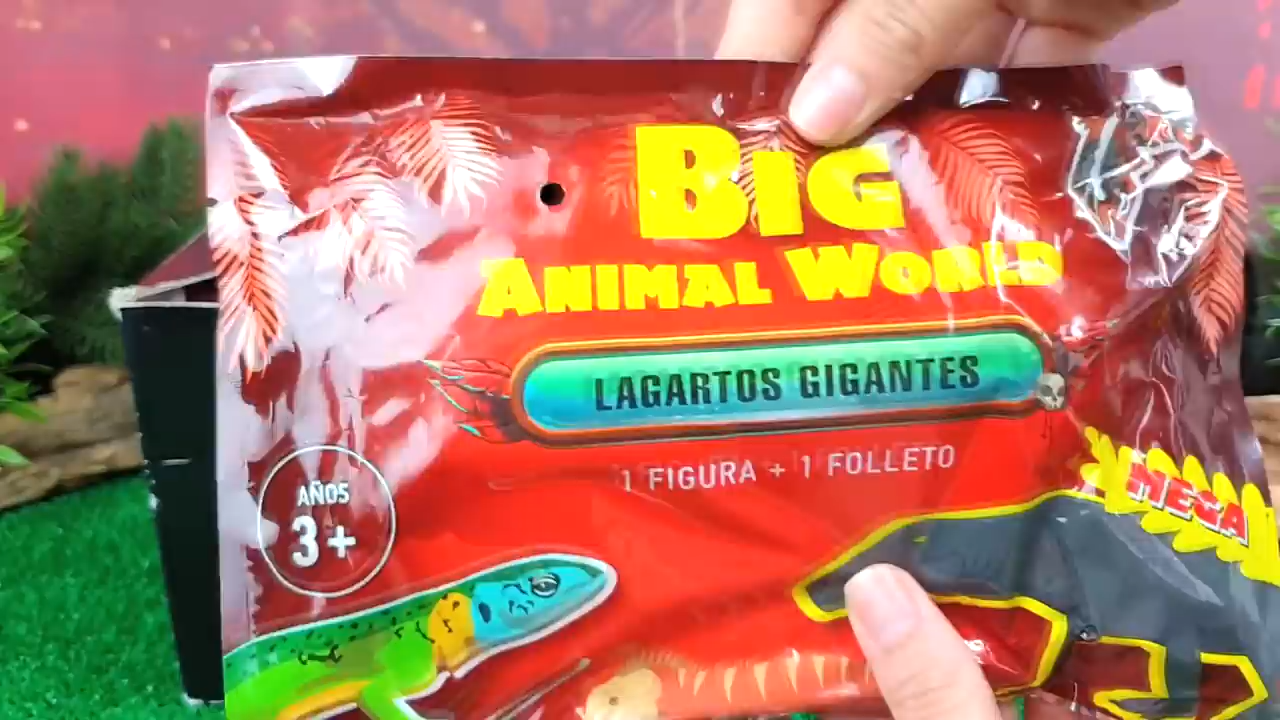 BIG
ANIMAL WORLD
LAGARTOS GIGANTES
1 FIGURA + 1 FOLLETO
AÑOS
3+
MEGA